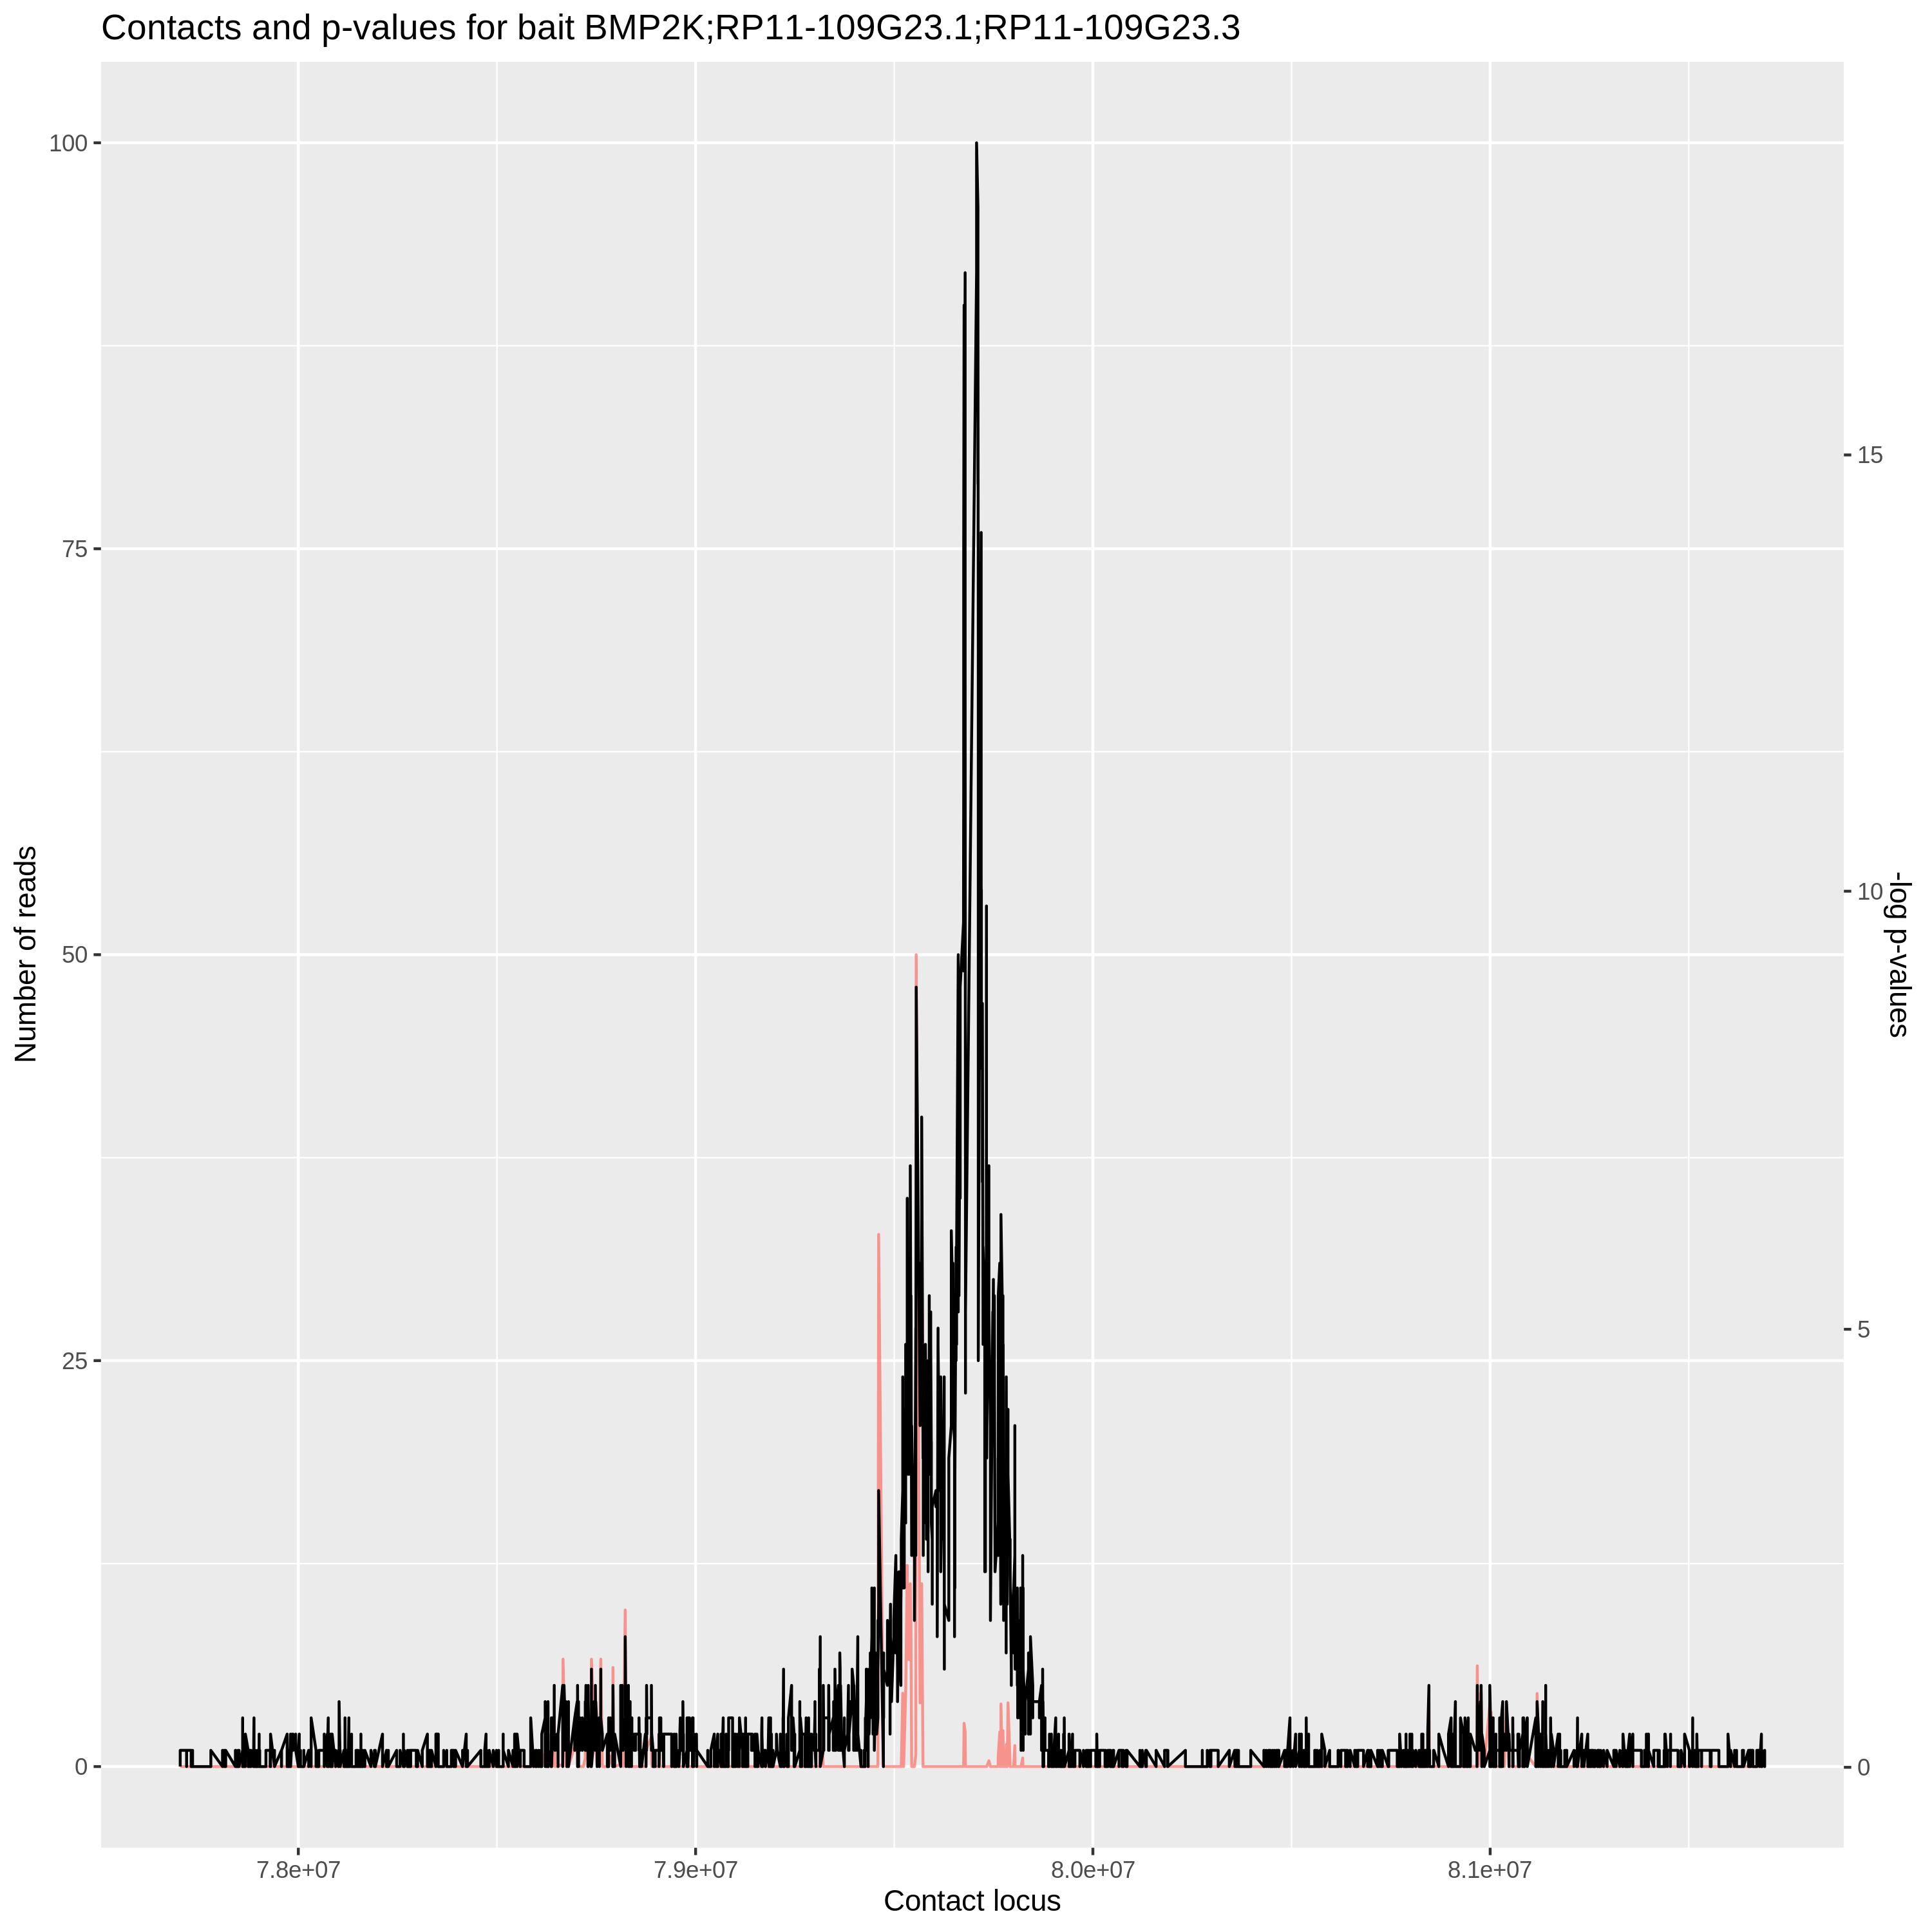 Contacts and p-values for bait BMP2K;RP11-109G23.1;RP11-109G23.3
100
75
50
25
0
Number of reads
15
10
5
0
-log p-values
7.8e+07
7.9e+07
8.0e+07
8.1e+07
Contact locus